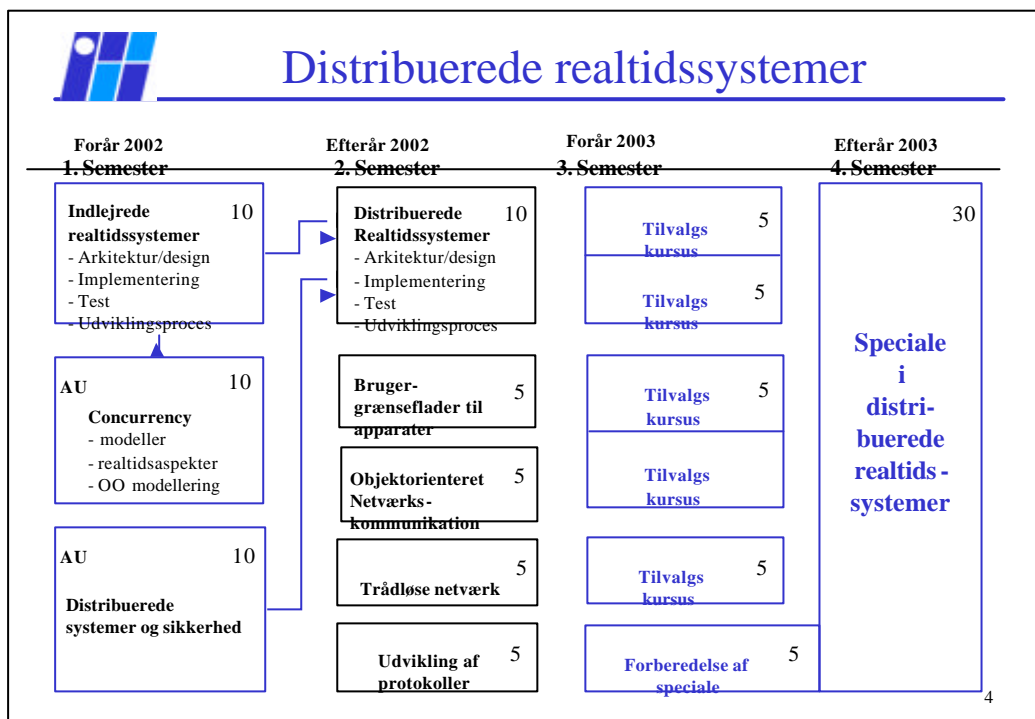 Distribuerede realtidssystemer
Forår 2002
1. Semester
Efterår 2002
2. Semester
Forår 2003
3. Semester
Efterår 2003
4. Semester
Indlejrede 10
realtidssystemer
- Arkitektur/design
- Implementering
- Test
- Udviklingsproces
AU 10
Concurrency
- modeller
- realtidsaspekter
- OO modellering
AU 10
Distribuerede
systemer og sikkerhed
Distribuerede 10
Realtidssystemer
- Arkitektur/design
- Implementering
- Test
- Udviklingsproces
Bruger- 5
grænseflader til
apparater
Objektorienteret 5
Netværks-
kommunikation
5
Trådløse netværk
Udvikling af 5
protokoller
Tilvalgs 5
kursus
Tilvalgs 5
kursus
Tilvalgs 5
kursus
Tilvalgs 5
kursus
Tilvalgs 5
kursus
Forberedelse af 5
speciale
30
Speciale
i
distri-
buerede
realtids -
systemer
4